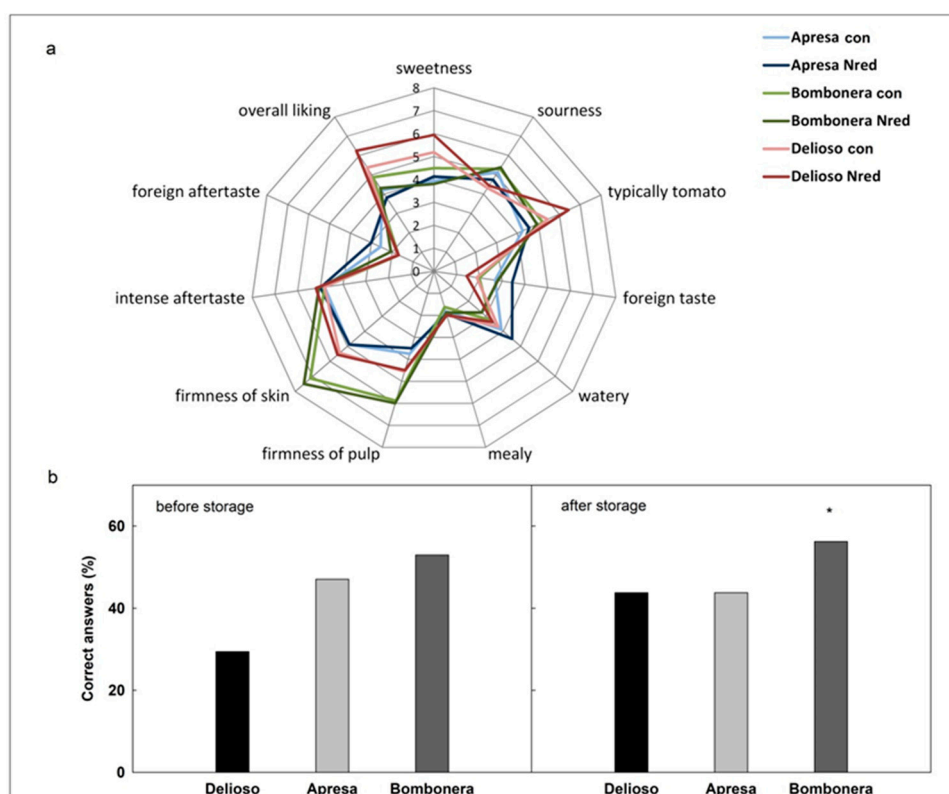 a
Apresa con
Apresa Nred
Bombonera con
Bombonera Nred
Delioso con
Delioso Nred
sweetness
overall liking
sourness
foreign aftertaste
typically tomato
intense aftertaste
foreign taste
firmness of skin
watery
firmness of pulp
mealy
8
7
6
5
4
3
2
1
0
b
before storage
after storage
*
Correct answers (%)
60
40
20
0
Delioso Apresa Bombonera
Delioso Apresa Bombonera